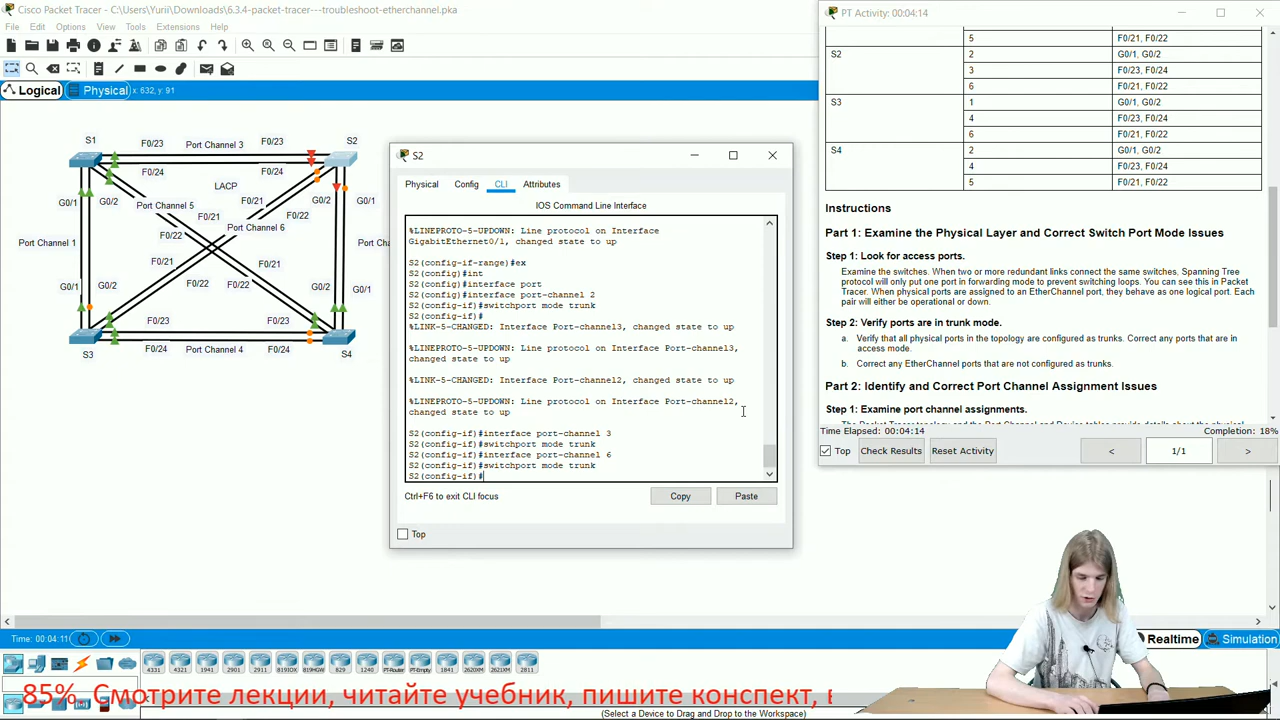 Cisco Packet Tracer - C:\Users\Yurii\Downloads\6.3.4-packet-tracer---troubleshoot-etherchannel.pka
File Edit Options View Tools Extensions Help
Logical Physical x: 632, y: 91
S1
F0/23
Port Channel 3
F0/23
S2
F0/24
F0/24
LACP
G0/1
G0/2
Port Channel 5
F0/21
F0/21
F0/22
G0/2
G0/1
Port Channel 1
F0/22
Port Channel 6
Port Cha
F0/21
F0/21
G0/1
G0/2
F0/22
F0/22
G0/2
G0/1
F0/23
F0/23
S3
F0/24
Port Channel 4
F0/24
S4
S2
Physical Config CLI Attributes
IOS Command Line Interface
%LINEPROTO-5-UPDOWN: Line protocol on Interface
GigabitEthernet0/1, changed state to up
S2(config-if-range)#ex
S2(config)#int
S2(config)#interface port
S2(config)#interface port-channel 2
S2(config-if)#switchport mode trunk
S2(config-if)#
%LINK-5-CHANGED: Interface Port-channel3, changed state to up
%LINEPROTO-5-UPDOWN: Line protocol on Interface Port-channel3,
changed state to up
%LINK-5-CHANGED: Interface Port-channel2, changed state to up
%LINEPROTO-5-UPDOWN: Line protocol on Interface Port-channel2,
changed state to up
S2(config-if)#interface port-channel 3
S2(config-if)#switchport mode trunk
S2(config-if)#interface port-channel 6
S2(config-if)#switchport mode trunk
S2(config-if)#
Ctrl+F6 to exit CLI focus
Copy Paste
Top
PT Activity: 00:04:14
5 F0/21, F0/22
S2 2 G0/1, G0/2
3 F0/23, F0/24
6 F0/21, F0/22
S3 1 G0/1, G0/2
4 F0/23, F0/24
6 F0/21, F0/22
S4 2 G0/1, G0/2
4 F0/23, F0/24
5 F0/21, F0/22
Instructions
Part 1: Examine the Physical Layer and Correct Switch Port Mode Issues
Step 1: Look for access ports.
Examine the switches. When two or more redundant links connect the same switches, Spanning Tree
protocol will only put one port in forwarding mode to prevent switching loops. You can see this in Packet
Tracer. When physical ports are assigned to an EtherChannel port, they behave as one logical port. Each
pair will either be operational or down.
Step 2: Verify ports are in trunk mode.
a. Verify that all physical ports in the topology are configured as trunks. Correct any ports that are in
access mode.
b. Correct any EtherChannel ports that are not configured as trunks.
Part 2: Identify and Correct Port Channel Assignment Issues
Step 1: Examine port channel assignments.
Time Elapsed: 00:04:14 Completion: 18%
Top Check Results Reset Activity < 1/1 >
Time: 00:04:11
Realtime Simulation
4331 4321 1941 2901 2911 819IOX 819HGW 829 1240 PT-Router PT-Empty 1841 2620XM 2621XM 2811
85%. Смотрите лекции, читайте учебник, пишите конспект, в
(Select a Device to Drag and Drop to the Workspace)